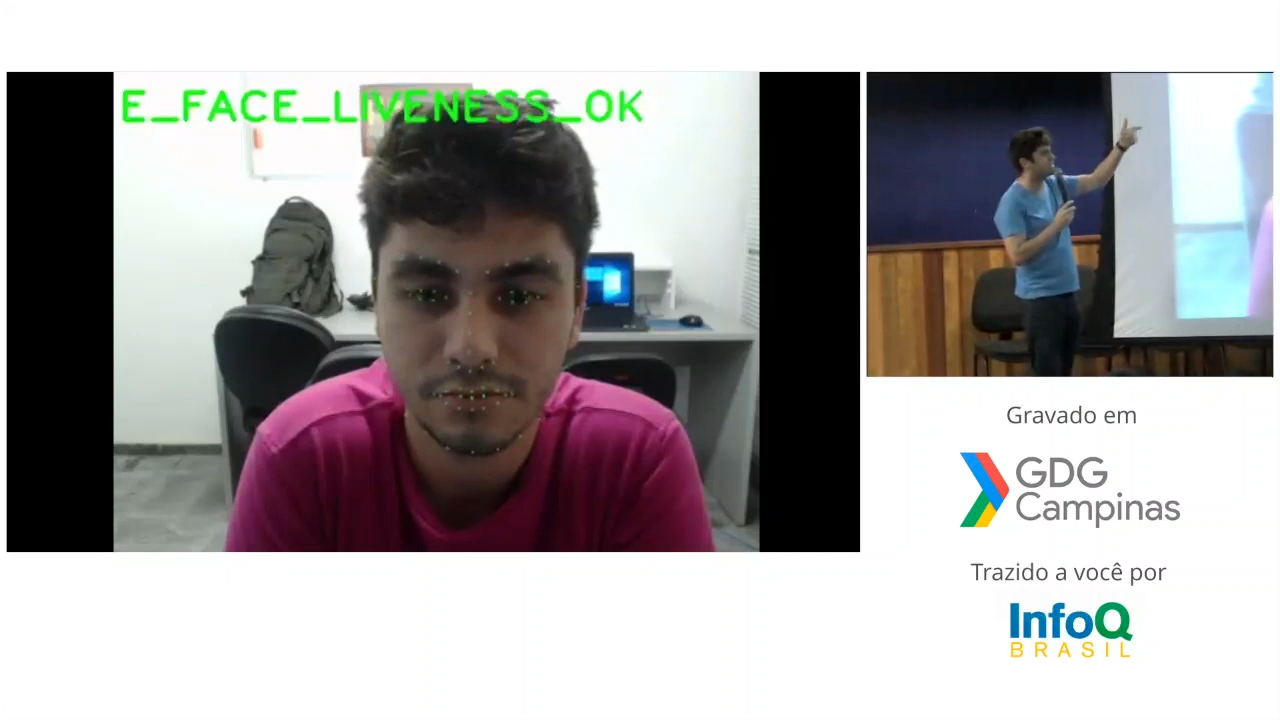 E_FACE_LIVENESS_OK
Gravado em
GDG
Campinas
Trazido a você por
InfoQ
BRASIL